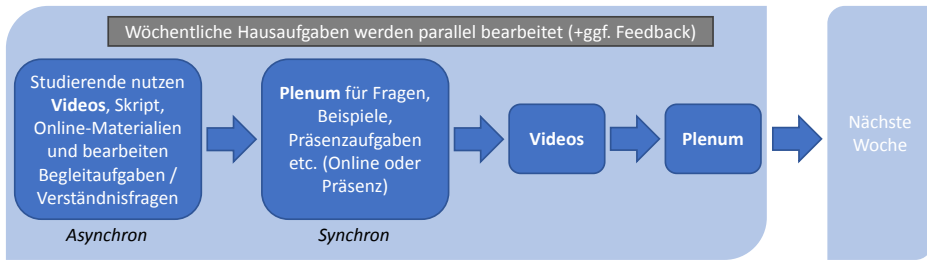 Wöchentliche Hausaufgaben werden parallel bearbeitet (+ggf. Feedback)
Studierende nutzen
Videos, Skript,
Online-Materialien
und bearbeiten
Begleitaufgaben /
Verständnisfragen
Asynchron
Plenum für Fragen,
Beispiele,
Präsenzaufgaben
etc. (Online oder
Präsenz)
Synchron
Videos
Plenum
Nächste
Woche